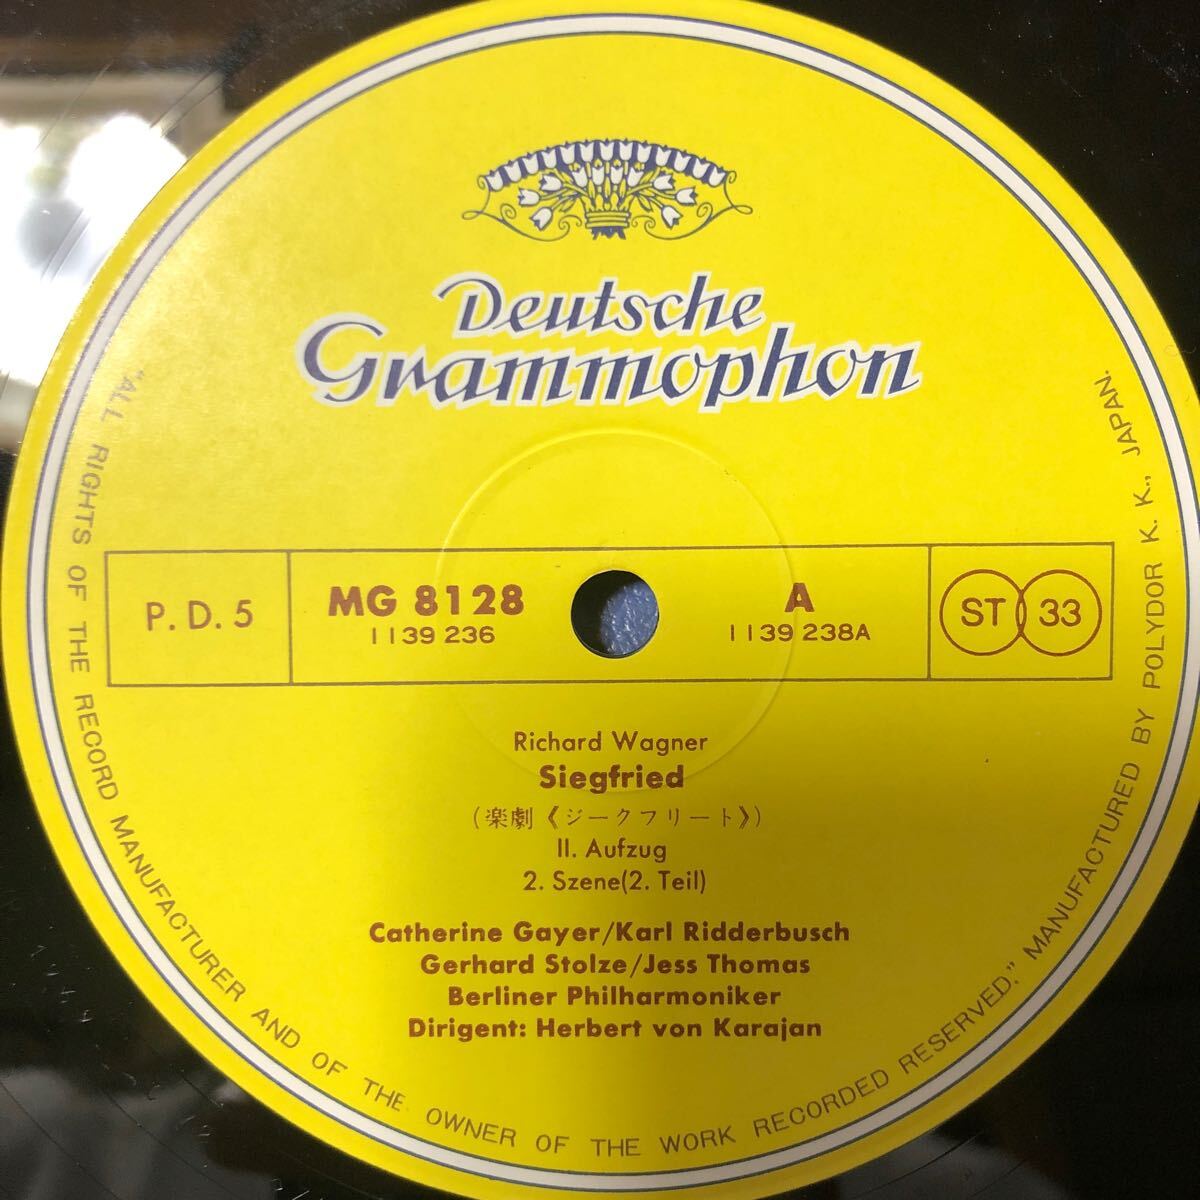 Deutsche
Grammophon
P. D. 5
MG 8128
1139 236
A
1139 238A
ST 33
Richard Wagner
Siegfried
(楽劇《ジークフリート》)
II. Aufzug
2. Szene(2. Teil)
Catherine Gayer/Karl Ridderbusch
Gerhard Stolze/Jess Thomas
Berliner Philharmoniker
Dirigent: Herbert von Karajan
"ALL RIGHTS OF THE RECORD MANUFACTURER AND OF THE OWNER OF THE WORK RECORDED RESERVED." MANUFACTURED BY POLYDOR K. K., JAPAN.